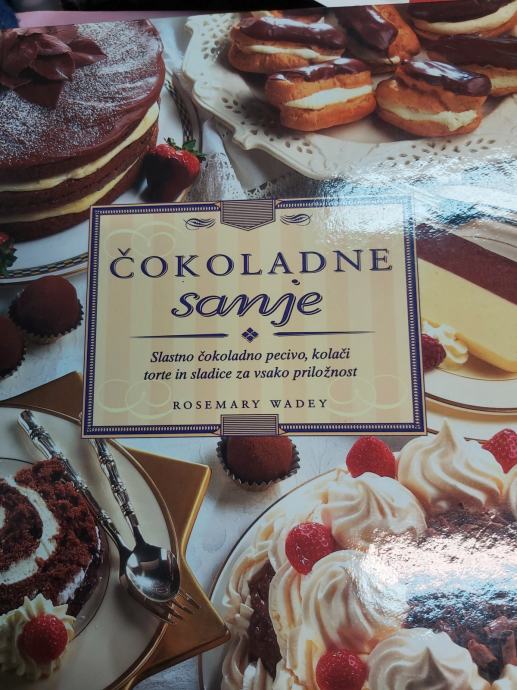 ČOKOLADNE
sanje
Slastno čokoladno pecivo, kolači
torte in sladice za vsako priložnost
ROSEMARY WADEY